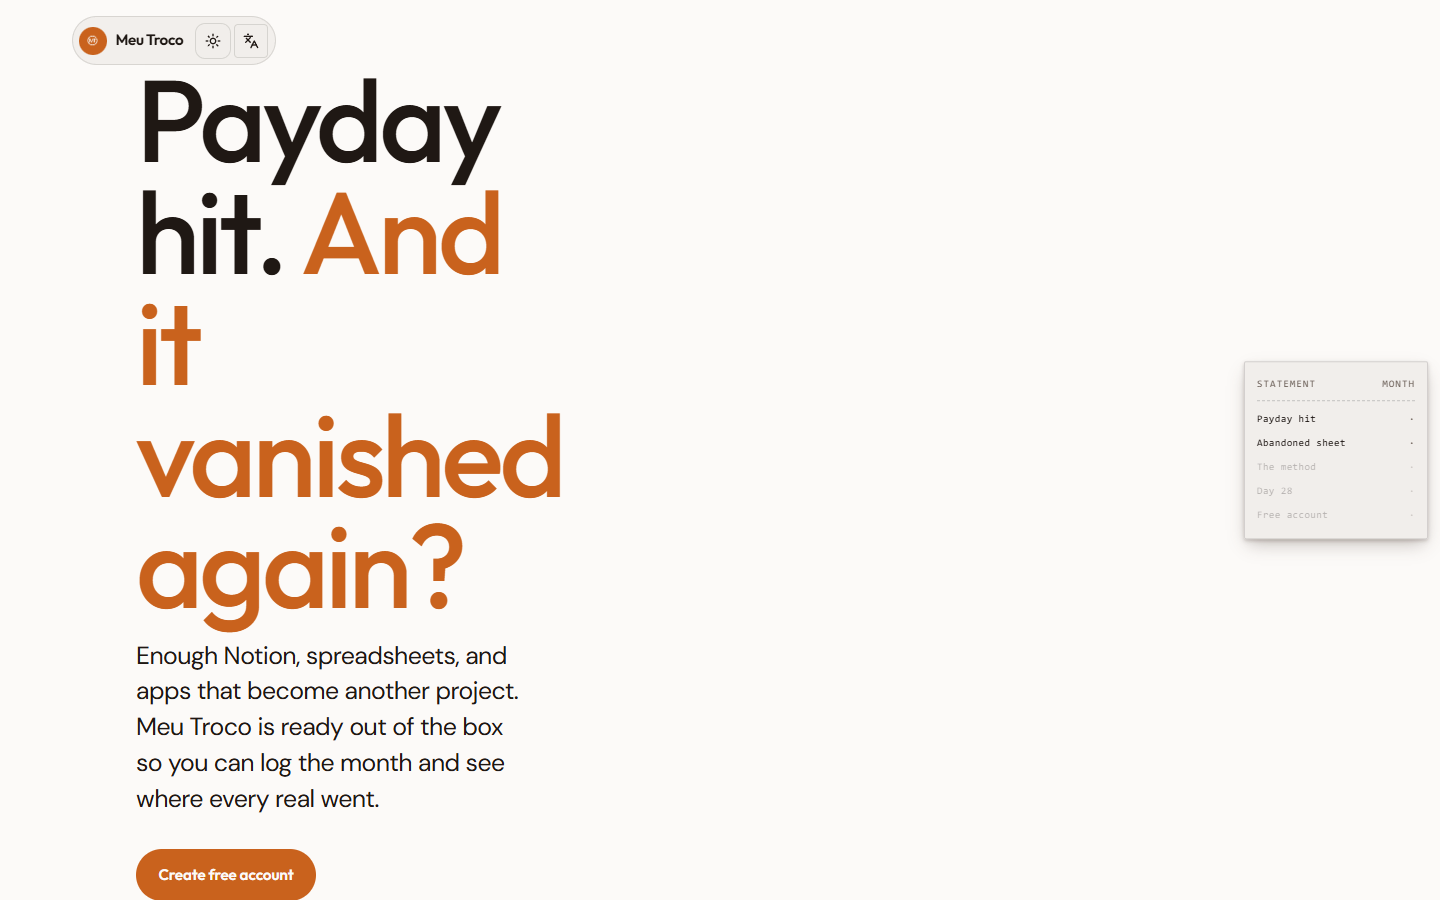 Meu Troco
Payday
hit. And
it
vanished
again?
Enough Notion, spreadsheets, and
apps that become another project.
Meu Troco is ready out of the box
so you can log the month and see
where every real went.
Create free account
STATEMENT MONTH
Payday hit
Abandoned sheet
The method
Day 28
Free account